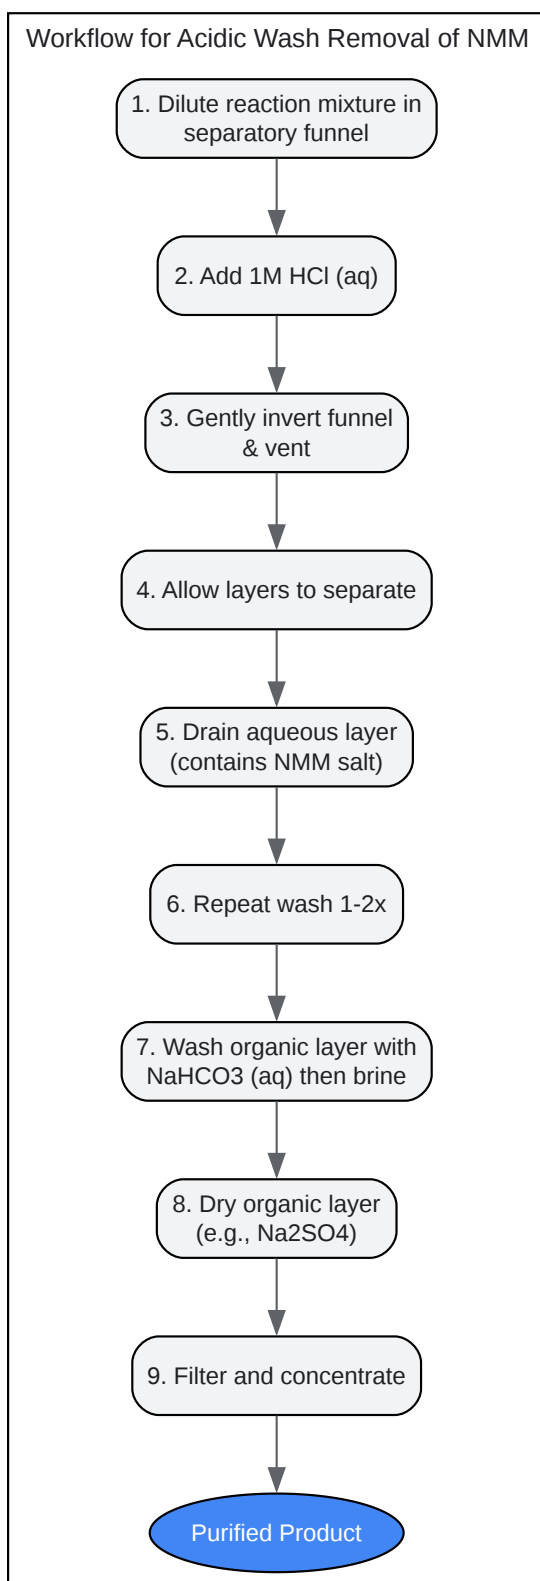 Workflow for Acidic Wash Removal of NMM
1. Dilute reaction mixture in
separatory funnel
2. Add 1M HCl (aq)
3. Gently invert funnel
& vent
4. Allow layers to separate
5. Drain aqueous layer
(contains NMM salt)
6. Repeat wash 1-2x
7. Wash organic layer with
NaHCO3 (aq) then brine
8. Dry organic layer
(e.g., Na2SO4)
9. Filter and concentrate
Purified Product